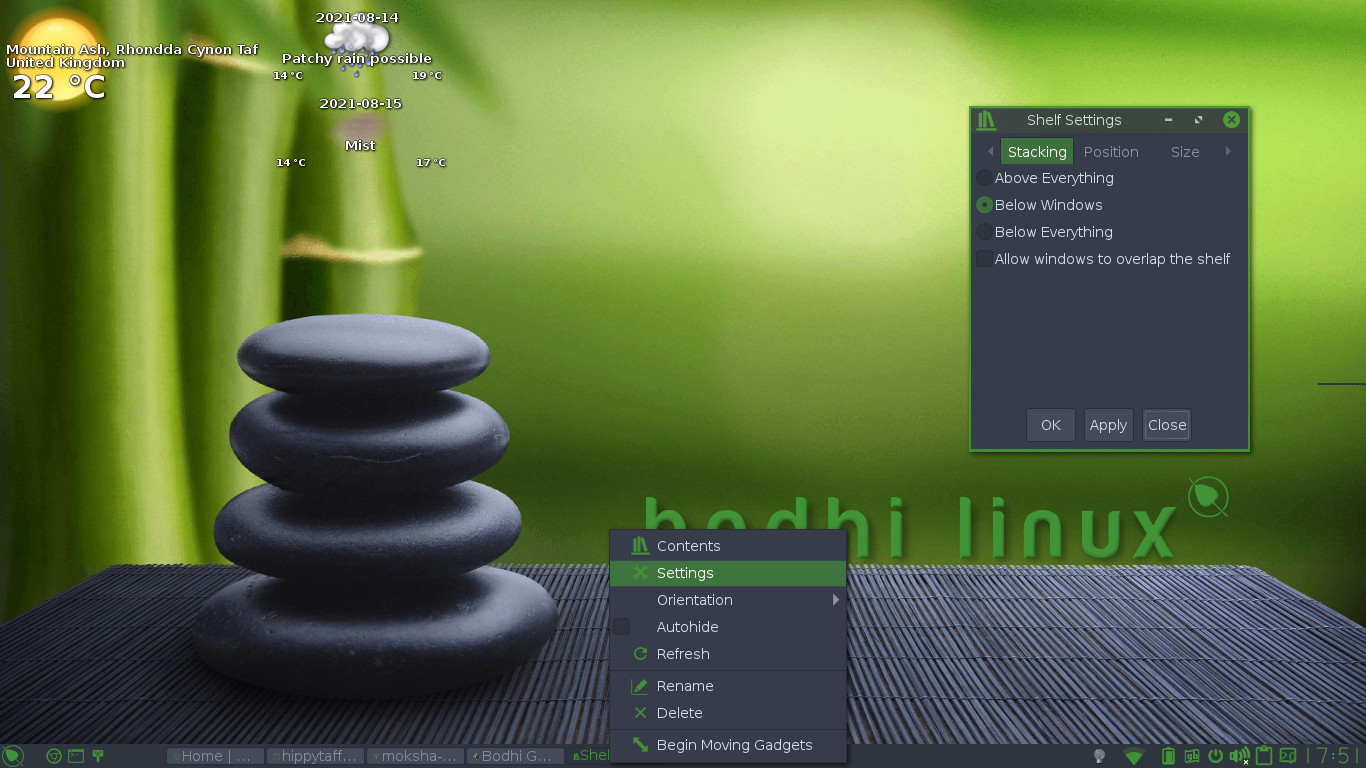 2021-08-14
Mountain Ash, Rhondda Cynon Taf
United Kingdom
22 °C
Patchy rain possible
14°C 19°C
2021-08-15
Mist
14°C 17°C
Shelf Settings
Stacking Position Size
Above Everything
Below Windows
Below Everything
Allow windows to overlap the shelf
OK Apply Close
bodhi linux
Contents
Settings
Orientation
Autohide
Refresh
Rename
Delete
Begin Moving Gadgets
Home | ... hippytaff... moksha-... Bodhi G... Shel
gb
7:5